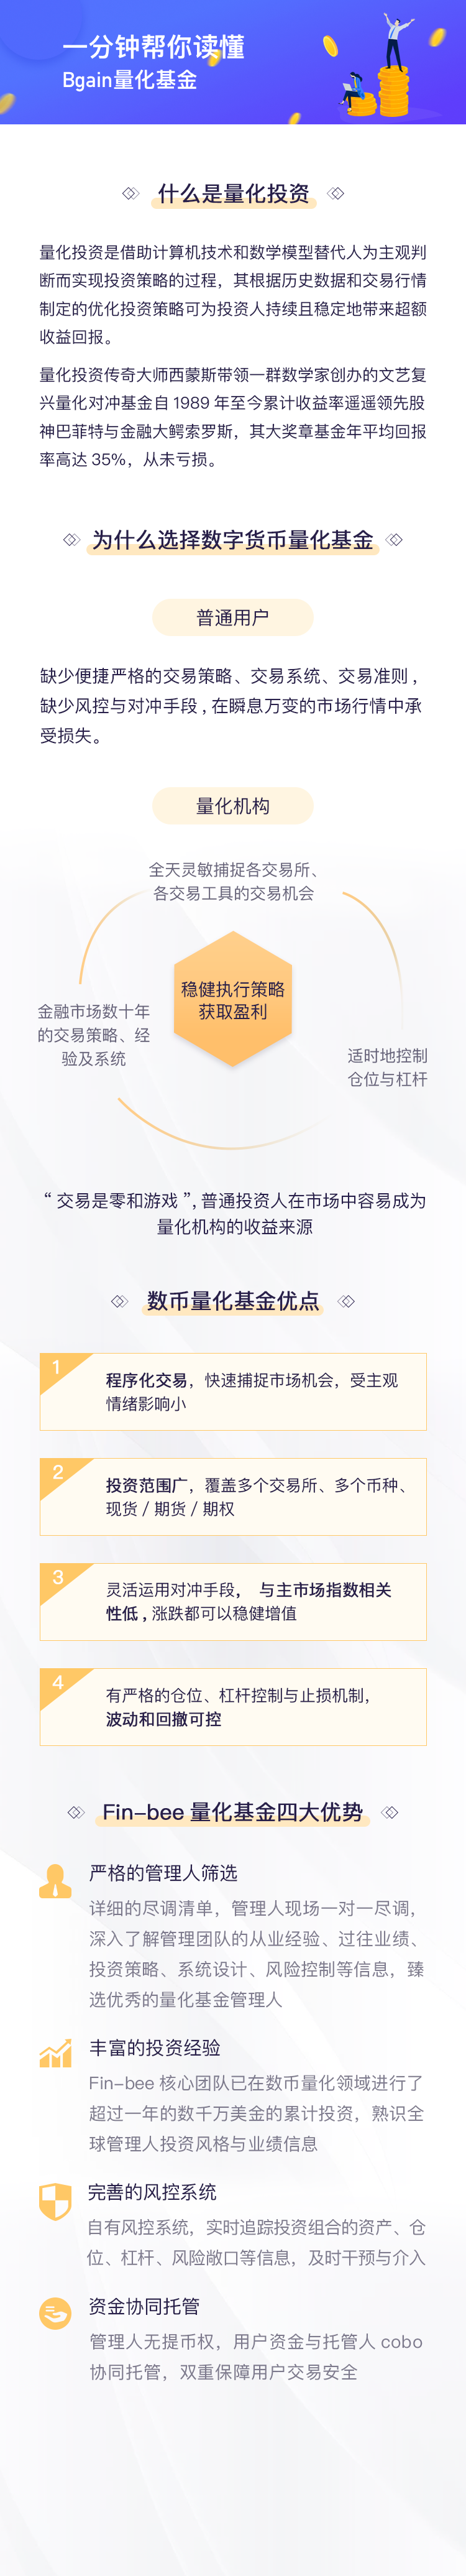 一分钟帮你读懂
Bgain量化基金
什么是量化投资
量化投资是借助计算机技术和数学模型替代人为主观判
断而实现投资策略的过程，其根据历史数据和交易行情
制定的优化投资策略可为投资人持续且稳定地带来超额
收益回报。
量化投资传奇大师西蒙斯带领一群数学家创办的文艺复
兴量化对冲基金自 1989 年至今累计收益率遥遥领先股
神巴菲特与金融大鳄索罗斯，其大奖章基金年平均回报
率高达 35%，从未亏损。
为什么选择数字货币量化基金
普通用户
缺少便捷严格的交易策略、交易系统、交易准则，
缺少风控与对冲手段，在瞬息万变的市场行情中承
受损失。
量化机构
全天灵敏捕捉各交易所、
各交易工具的交易机会
稳健执行策略
获取盈利
金融市场数十年
的交易策略、经
验及系统
适时地控制
仓位与杠杆
“交易是零和游戏”，普通投资人在市场中容易成为
量化机构的收益来源
数币量化基金优点
1
程序化交易，快速捕捉市场机会，受主观
情绪影响小
2
投资范围广，覆盖多个交易所、多个币种、
现货 / 期货 / 期权
3
灵活运用对冲手段， 与主市场指数相关
性低，涨跌都可以稳健增值
4
有严格的仓位、杠杆控制与止损机制，
波动和回撤可控
Fin-bee 量化基金四大优势
严格的管理人筛选
详细的尽调清单，管理人现场一对一尽调，
深入了解管理团队的从业经验、过往业绩、
投资策略、系统设计、风险控制等信息，臻
选优秀的量化基金管理人
丰富的投资经验
Fin-bee 核心团队已在数币量化领域进行了
超过一年的数千万美金的累计投资，熟识全
球管理人投资风格与业绩信息
完善的风控系统
自有风控系统，实时追踪投资组合的资产、仓
位、杠杆、风险敞口等信息，及时干预与介入
资金协同托管
管理人无提币权，用户资金与托管人 cobo
协同托管，双重保障用户交易安全